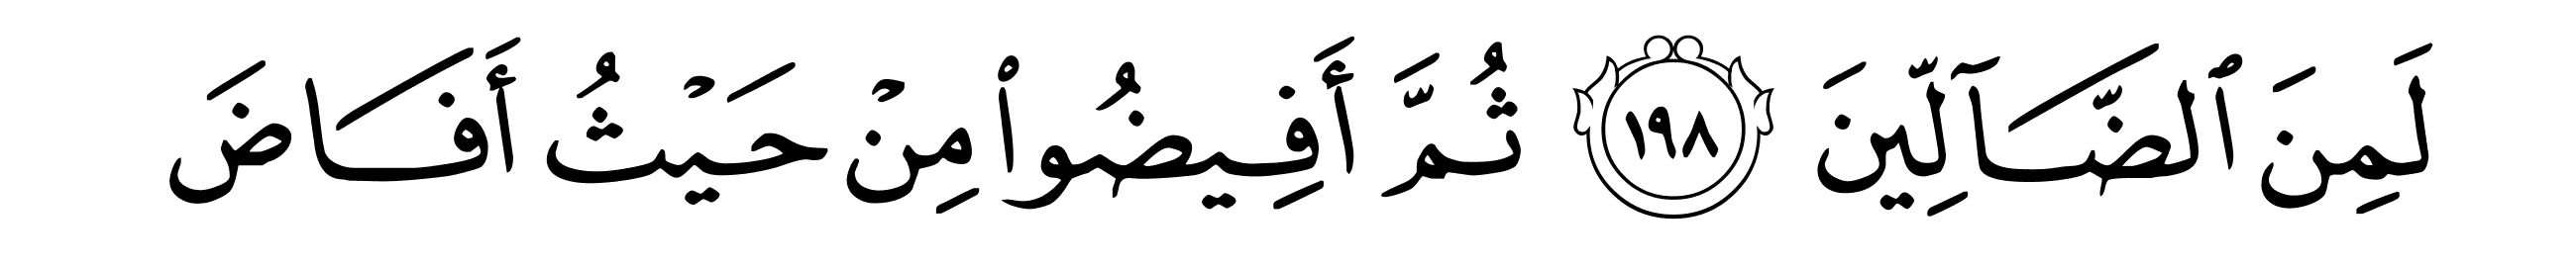 لَمِنَ ٱلضَّآلِّينَ ١٩٨ ثُمَّ أَفِيضُوا۟ مِنْ حَيْثُ أَفَاضَ